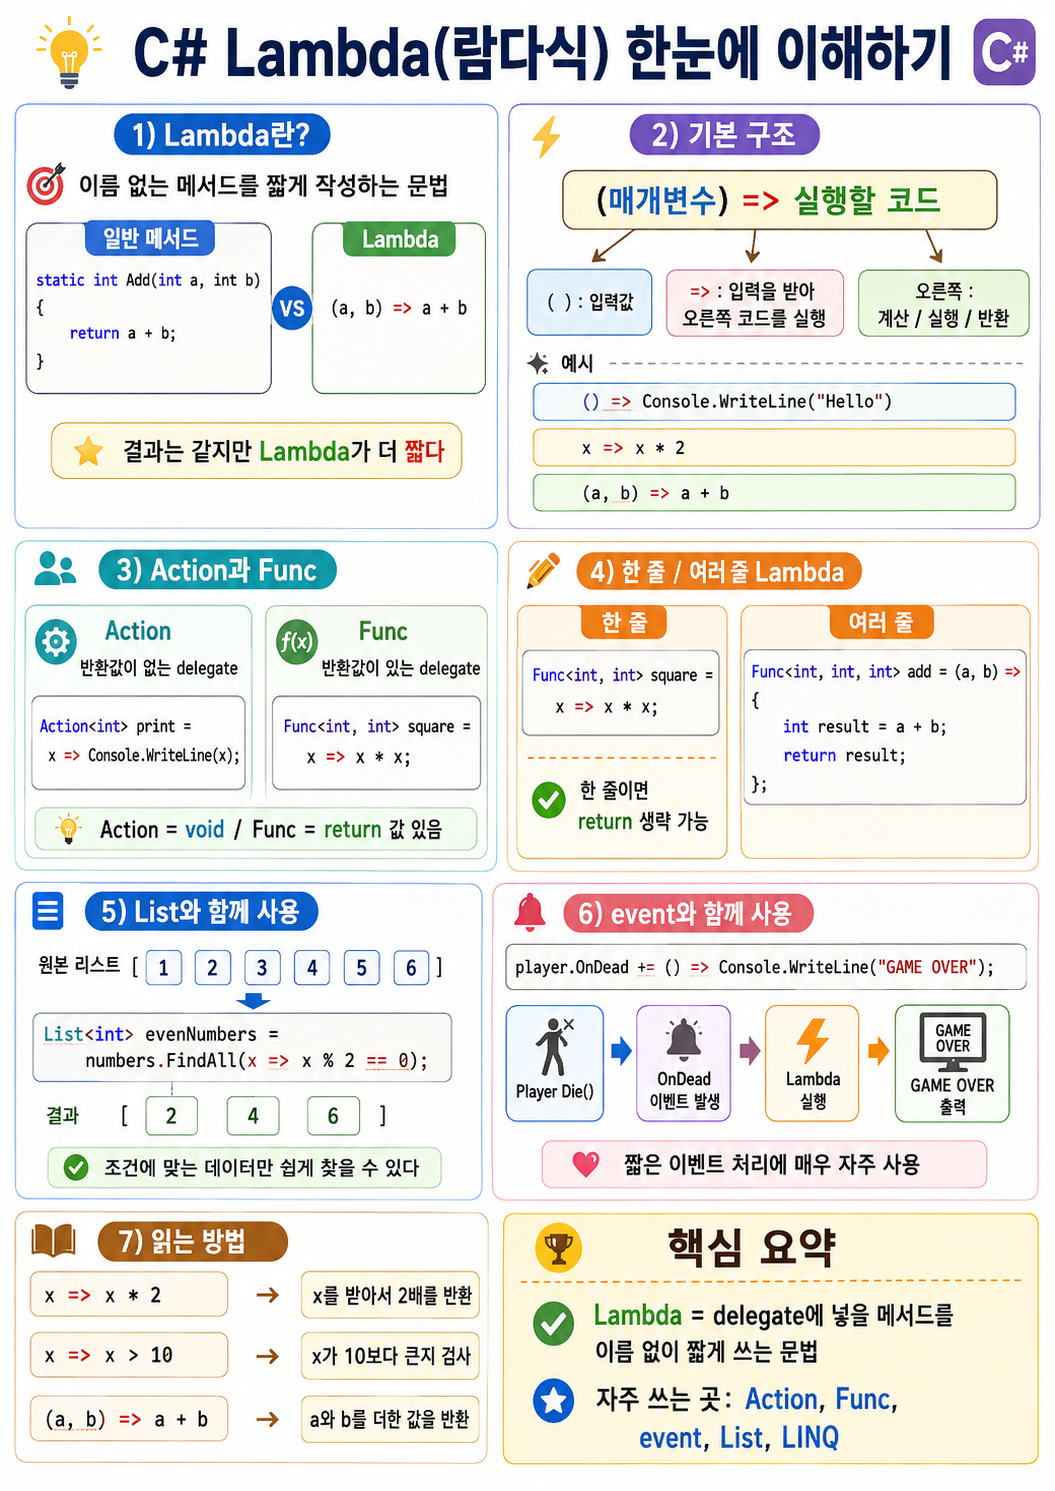 C# Lambda(람다식) 한눈에 이해하기
C#
1) Lambda란?
이름 없는 메서드를 짧게 작성하는 문법
일반 메서드
static int Add(int a, int b)
{
return a + b;
}
VS
Lambda
(a, b) => a + b
결과는 같지만 Lambda가 더 짧다
2) 기본 구조
(매개변수) => 실행할 코드
( ) : 입력값
=> : 입력을 받아
오른쪽 코드를 실행
오른쪽 :
계산 / 실행 / 반환
예시
() => Console.WriteLine("Hello")
x => x * 2
(a, b) => a + b
3) Action과 Func
Action
반환값이 없는 delegate
Action<int> print =
x => Console.WriteLine(x);
f(x)
Func
반환값이 있는 delegate
Func<int, int> square =
x => x * x;
Action = void / Func = return 값 있음
4) 한 줄 / 여러 줄 Lambda
한 줄
Func<int, int> square =
x => x * x;
한 줄이면
return 생략 가능
여러 줄
Func<int, int, int> add = (a, b) =>
{
int result = a + b;
return result;
};
5) List와 함께 사용
원본 리스트 [ 1 2 3 4 5 6 ]
List<int> evenNumbers =
numbers.FindAll(x => x % 2 == 0);
결과 [ 2 4 6 ]
조건에 맞는 데이터만 쉽게 찾을 수 있다
6) event와 함께 사용
player.OnDead += () => Console.WriteLine("GAME OVER");
Player Die()
OnDead
이벤트 발생
Lambda
실행
GAME
OVER
GAME OVER
출력
짧은 이벤트 처리에 매우 자주 사용
7) 읽는 방법
x => x * 2
x를 받아서 2배를 반환
x => x > 10
x가 10보다 큰지 검사
(a, b) => a + b
a와 b를 더한 값을 반환
핵심 요약
Lambda = delegate에 넣을 메서드를
이름 없이 짧게 쓰는 문법
자주 쓰는 곳: Action, Func,
event, List, LINQ